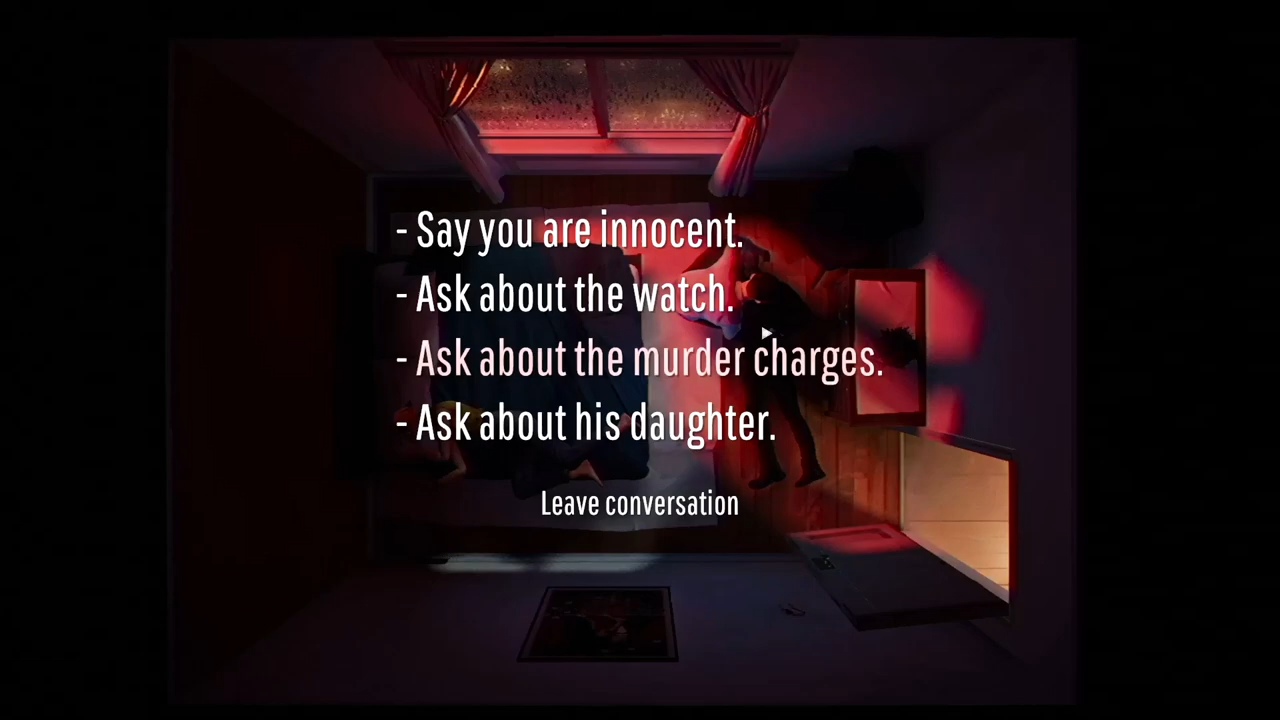 - Say you are innocent.
- Ask about the watch.
- Ask about the murder charges.
- Ask about his daughter.
Leave conversation